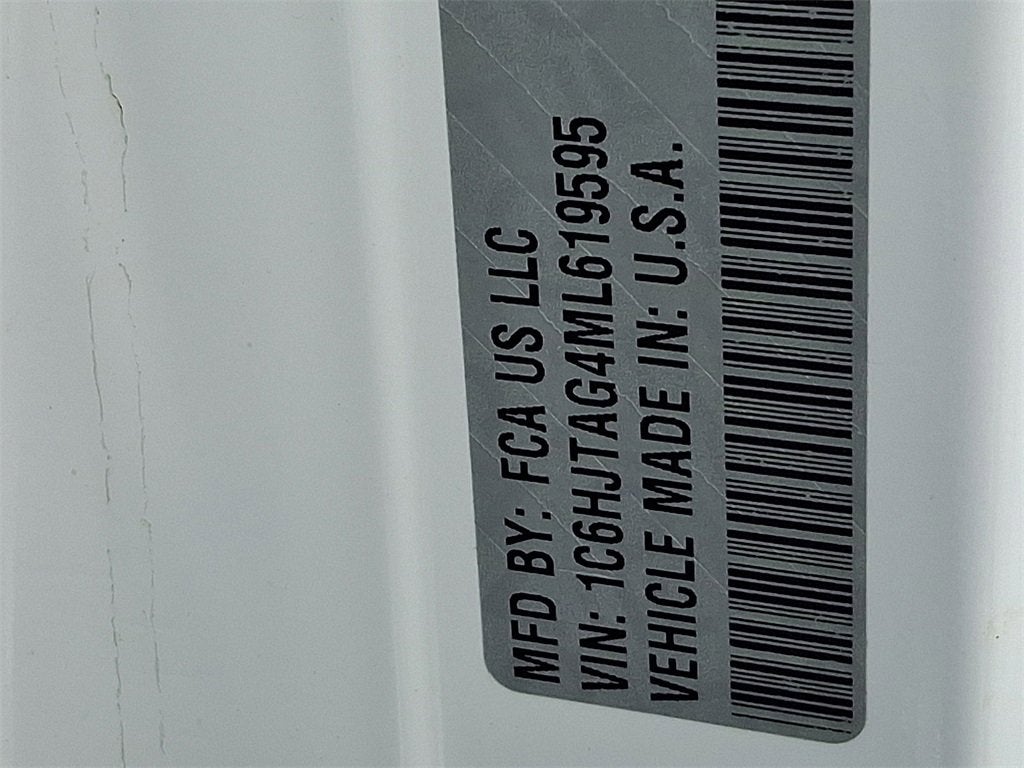 MFD BY: FCA US LLC
VIN: 1C6HJTAG4ML619595
VEHICLE MADE IN: U.S.A.